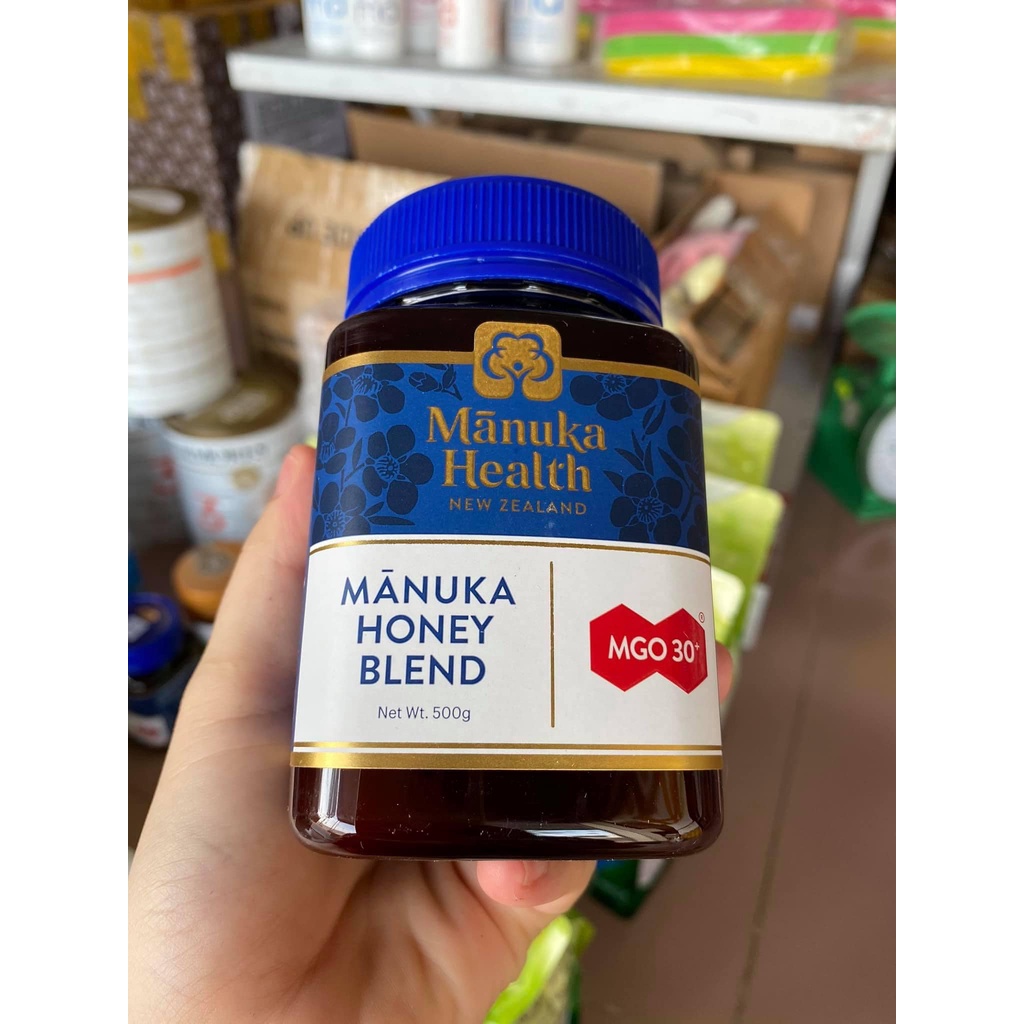 Mānuka
Health
NEW ZEALAND
MĀNUKA
HONEY
BLEND
Net Wt. 500g
MGO 30+
®